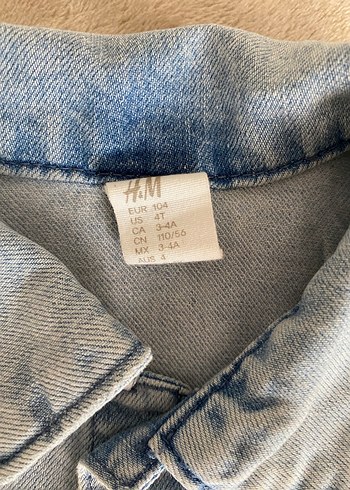 H&M
EUR 104
US 4T
CA 3-4A
CN 110/56
MX 3-4A
AUS 4